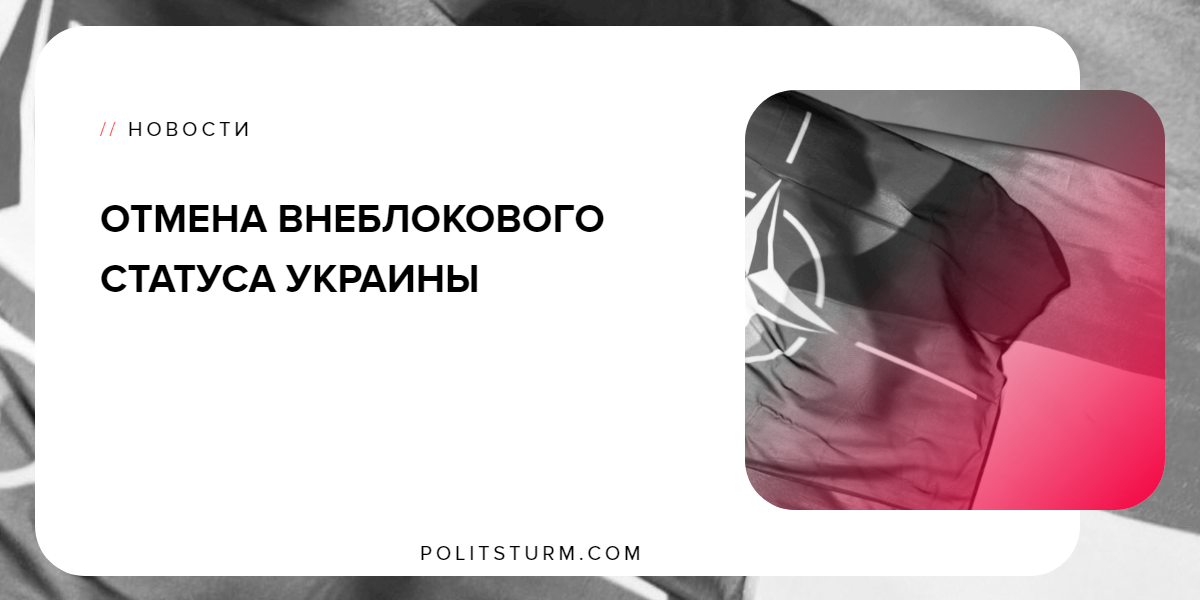 // НОВОСТИ
ОТМЕНА ВНЕБЛОКОВОГО
СТАТУСА УКРАИНЫ
POLITSTURM.COM